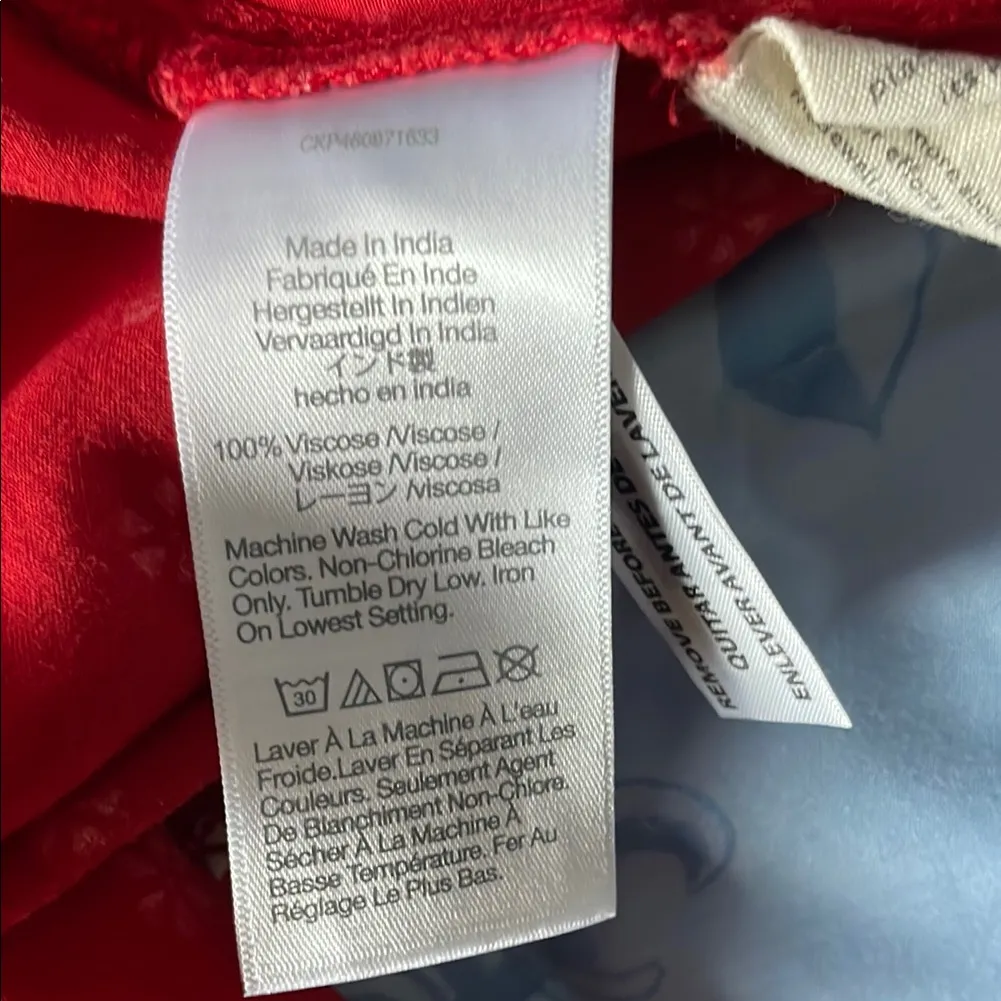 CKP460071633
Made In India
Fabriqué En Inde
Hergestellt In Indien
Vervaardigd In India
インド製
hecho en india
100% Viscose /Viscose /
Viskose /Viscose /
レーヨン /viscosa
Machine Wash Cold With Like
Colors. Non-Chlorine Bleach
Only. Tumble Dry Low. Iron
On Lowest Setting.
30
Laver À La Machine À L'eau
Froide.Laver En Séparant Les
Couleurs. Seulement Agent
De Blanchiment Non-Chlore.
Sécher À La Machine À
Basse Température. Fer Au
Réglage Le Plus Bas.
REMOVE BEFORE
QUITAR ANTES DE LAVE
ENLEVER AVANT DE LAVE